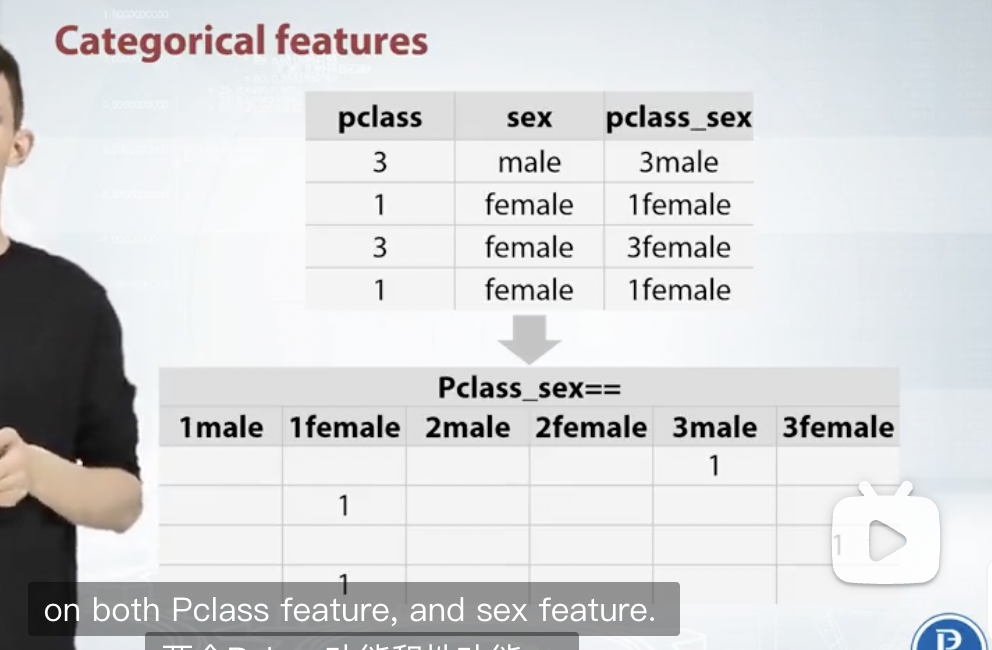 Categorical features
pclass sex pclass_sex
3 male 3male
1 female 1female
3 female 3female
1 female 1female
Pclass_sex==
1male 1female 2male 2female 3male 3female
1
1
1
1
on both Pclass feature, and sex feature.